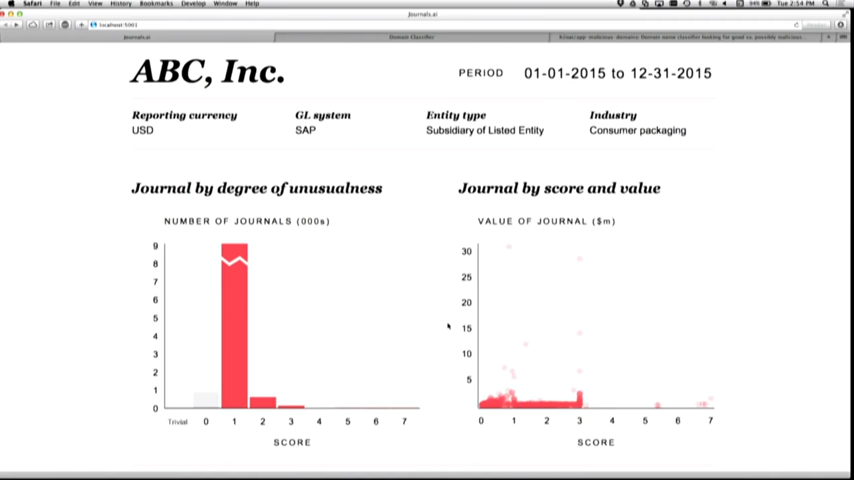 Safari File Edit View History Bookmarks Develop Window Help
94% Tue 2:54 PM
Journals.ai
localhost:5001
Journals.ai Domain Classifier
ABC, Inc.
PERIOD 01-01-2015 to 12-31-2015
Reporting currency GL system Entity type Industry
USD SAP Subsidiary of Listed Entity Consumer packaging
Journal by degree of unusualness Journal by score and value
NUMBER OF JOURNALS (000s) VALUE OF JOURNAL ($m)
9
8
7
6
5
4
3
2
1
0
Trivial 0 1 2 3 4 5 6 7
SCORE
30
25
20
15
10
5
0 1 2 3 4 5 6 7
SCORE